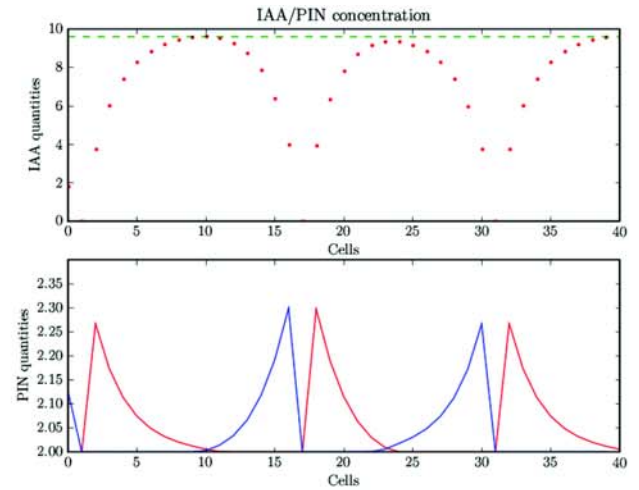 IAA/PIN concentration
IAA quantities
10
8
6
4
2
0
0 5 10 15 20 25 30 35 40
Cells
PIN quantities
2.35
2.30
2.25
2.20
2.15
2.10
2.05
2.00
0 5 10 15 20 25 30 35 40
Cells